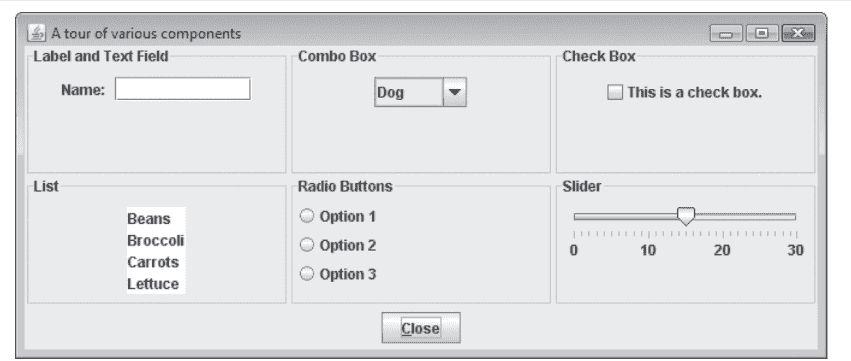 A tour of various components
Label and Text Field
Name:
Combo Box
Dog
Check Box
This is a check box.
List
Beans
Broccoli
Carrots
Lettuce
Radio Buttons
Option 1
Option 2
Option 3
Slider
0 10 20 30
Close